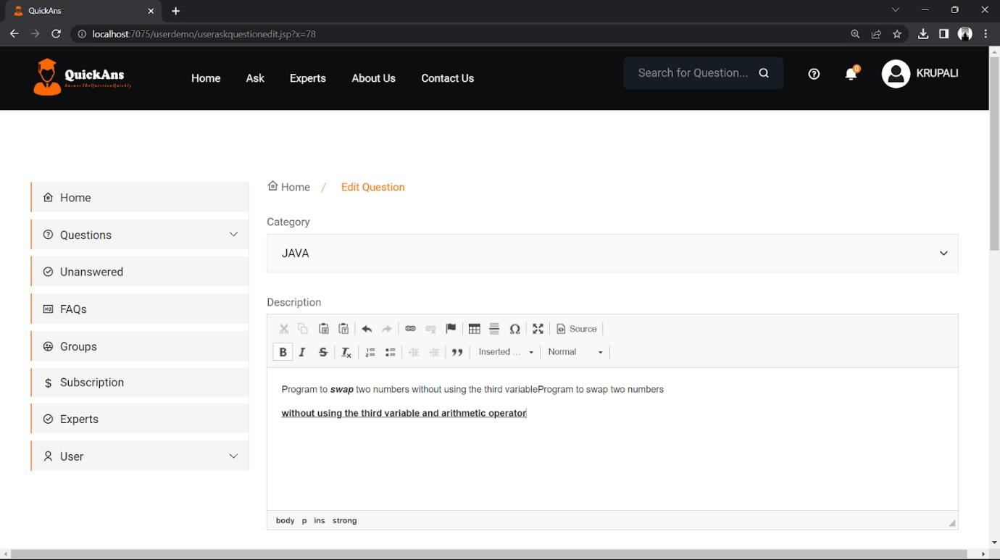 QuickAns
localhost:7075/userdemo/useraskquestionedit.jsp?x=78
QuickAns
AnswerTheQuestionQuickly
Home
Ask
Experts
About Us
Contact Us
Search for Question...
0
KRUPALI
Home
Questions
Unanswered
FAQs
Groups
Subscription
Experts
User
Home / Edit Question
Category
JAVA
Description
Source
Inserted ...
Normal
Program to swap two numbers without using the third variableProgram to swap two numbers
without using the third variable and arithmetic operator
body p ins strong